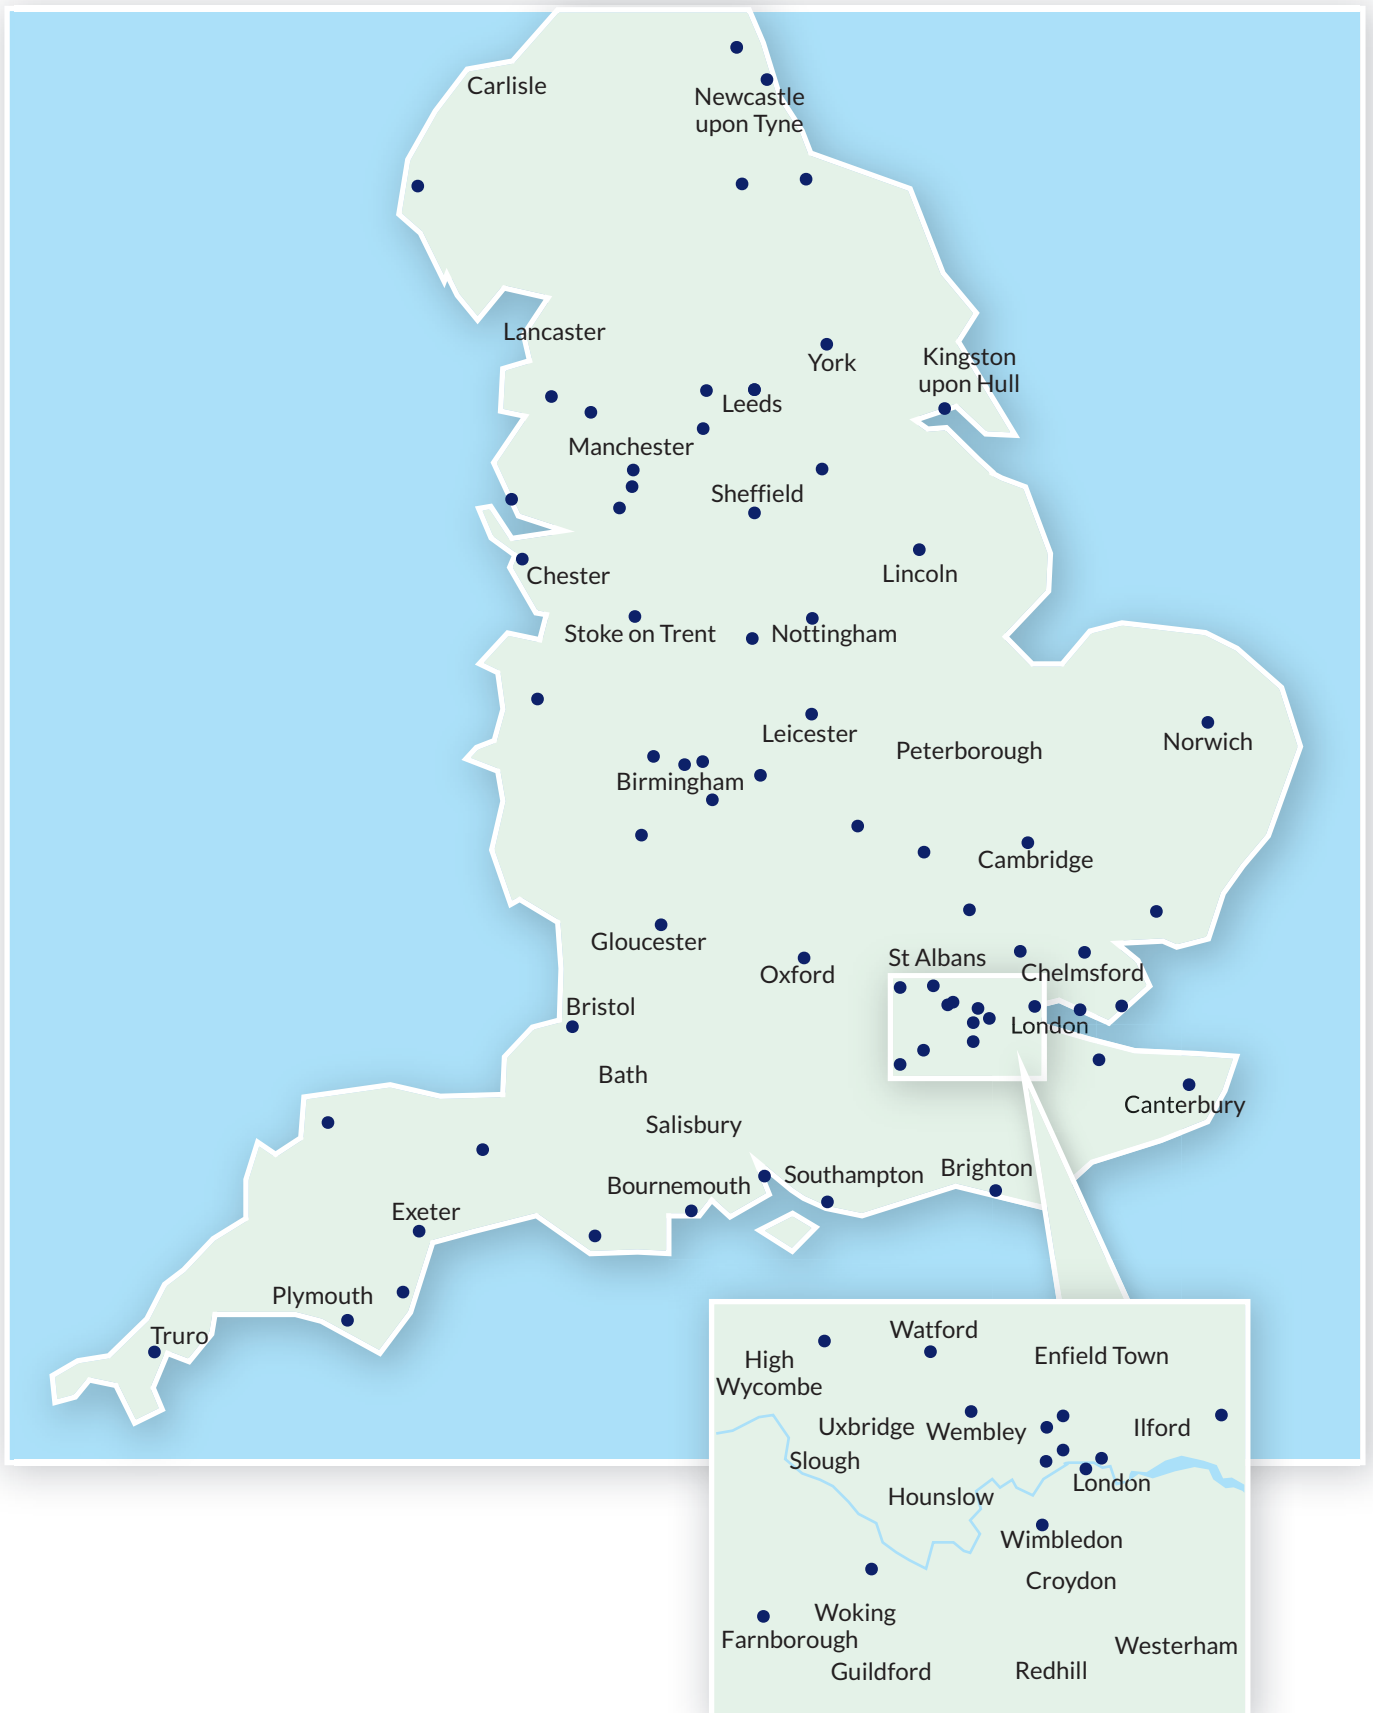 Carlisle
Newcastle
upon Tyne
Lancaster
York
Kingston
upon Hull
Leeds
Manchester
Sheffield
Lincoln
Chester
Stoke on Trent
Nottingham
Leicester
Peterborough
Norwich
Birmingham
Cambridge
Gloucester
St Albans
Oxford
Chelmsford
Bristol
London
Bath
Canterbury
Salisbury
Southampton
Brighton
Bournemouth
Exeter
Plymouth
Truro
Watford
High
Wycombe
Enfield Town
Uxbridge
Wembley
Ilford
Slough
London
Hounslow
Wimbledon
Croydon
Woking
Farnborough
Westerham
Guildford
Redhill